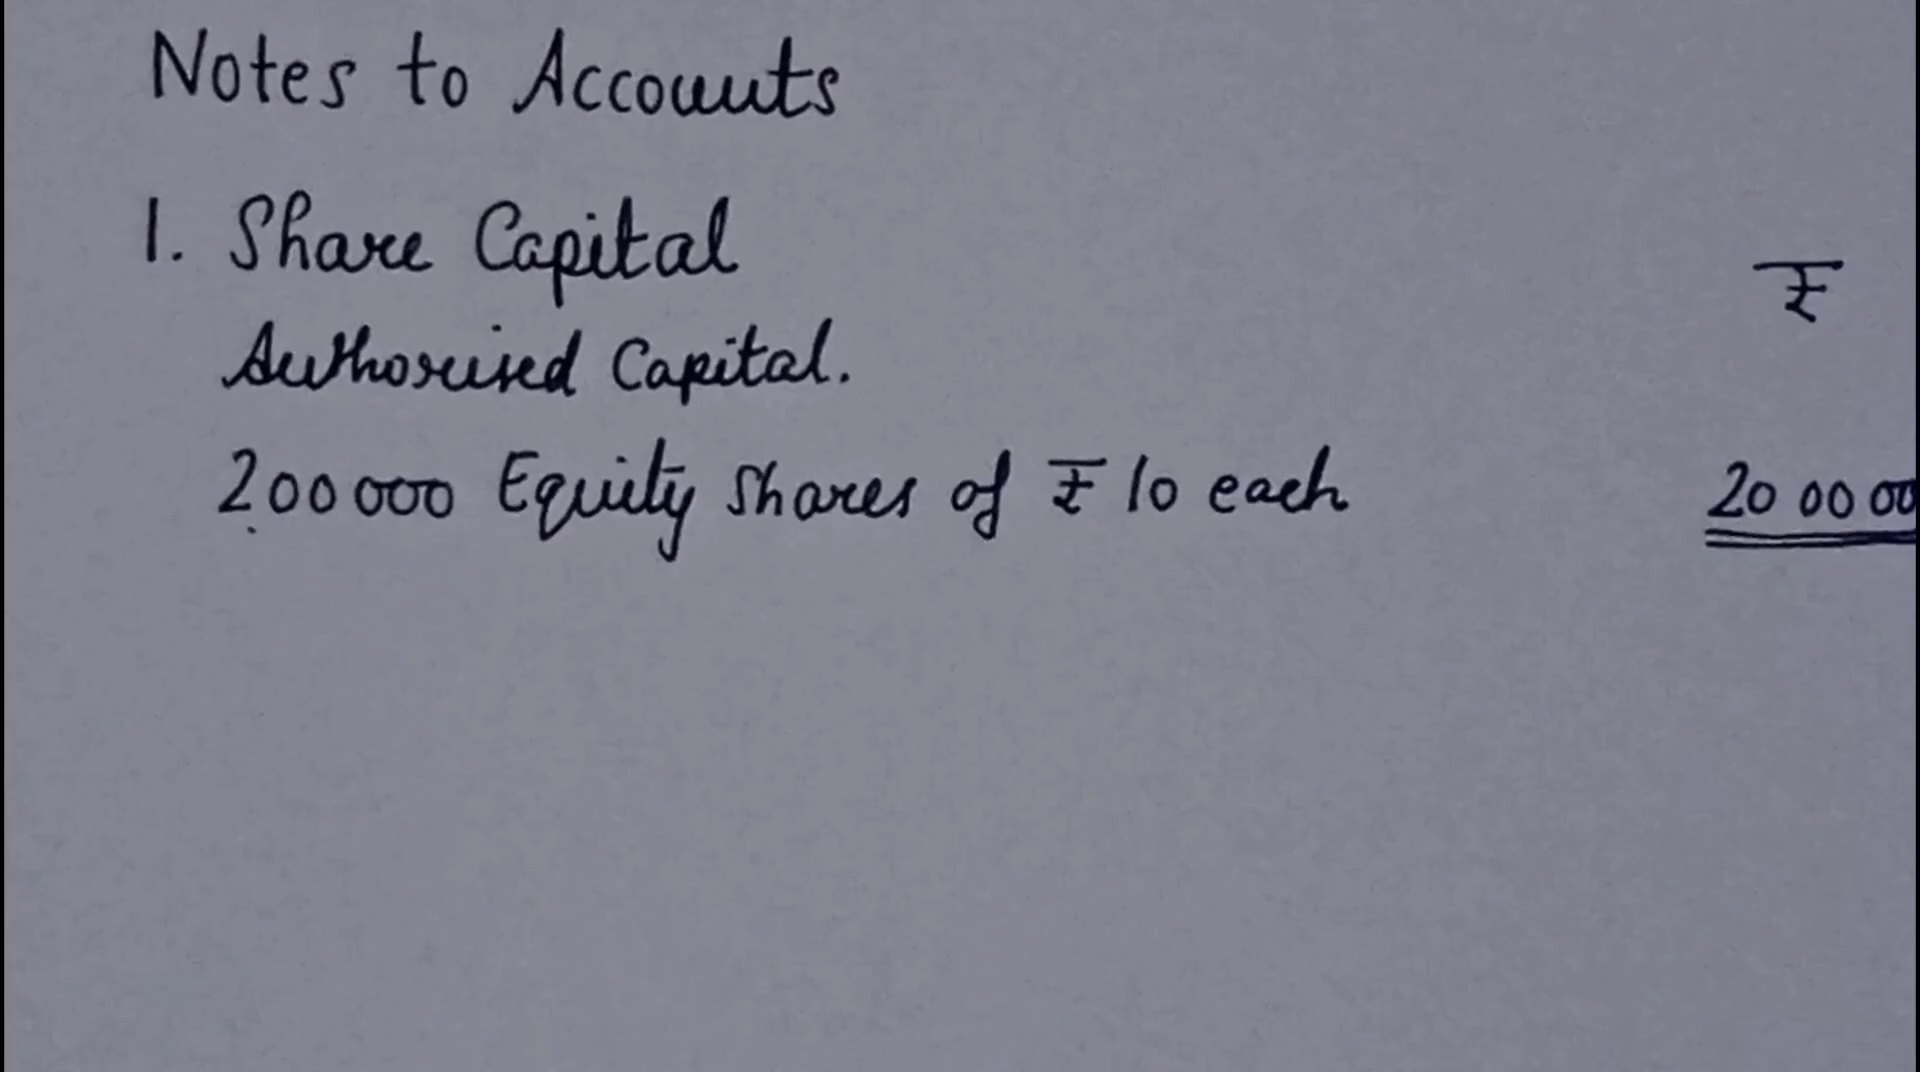 Notes to Accounts
1. Share Capital
₹
Authorised Capital.
200000 Equity Shares of ₹ 10 each 20 00 00